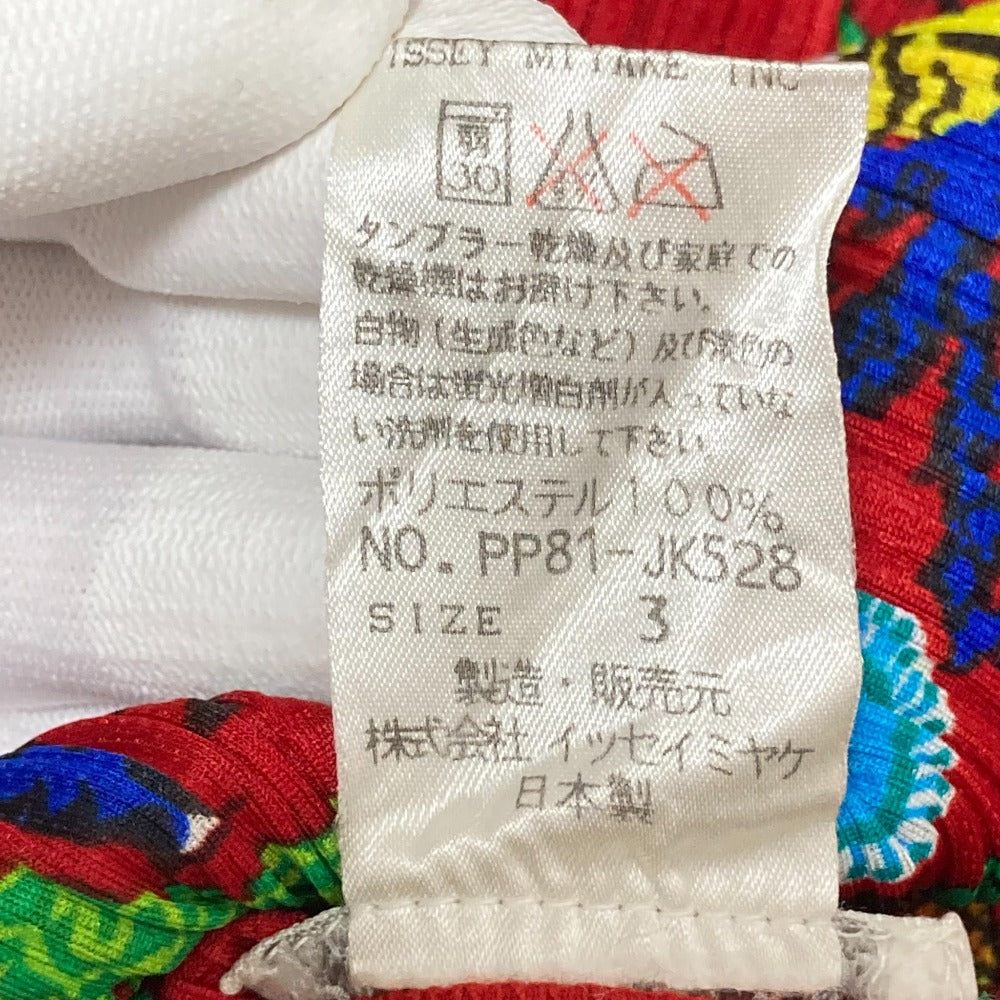 ISSEY MIYAKE INC
弱
30
タンブラー乾燥及び家庭での
乾燥機はお避け下さい。
白物(生成色など)及び淡色の
場合は蛍光増白剤が入っていな
い洗剤を使用して下さい
ポリエステル100%
NO. PP81-JK528
SIZE 3
製造・販売元
株式会社 イッセイミヤケ
日本製